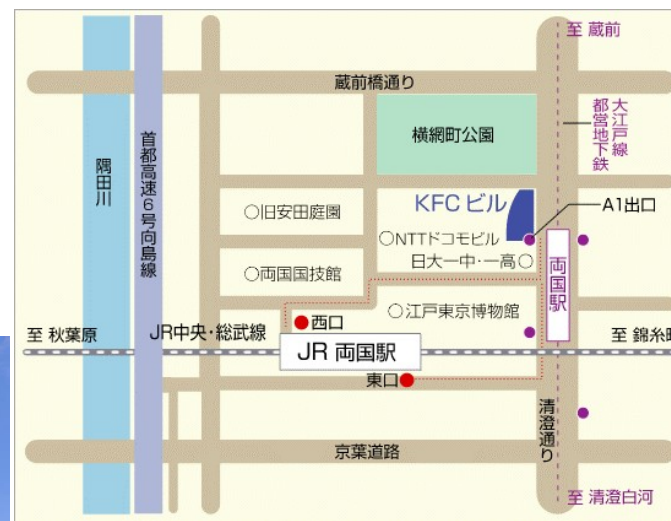 至 蔵前
蔵前橋通り
大江戸線
都営地下鉄
首都高速6号向島線
隅田川
横網町公園
KFC ビル
A1出口
○旧安田庭園
○NTTドコモビル
日大一中・一高○
○両国国技館
両国駅
○江戸東京博物館
西口
至 秋葉原
JR中央・総武線
JR 両国駅
至 錦糸町
東口
清澄通り
京葉道路
至 清澄白河